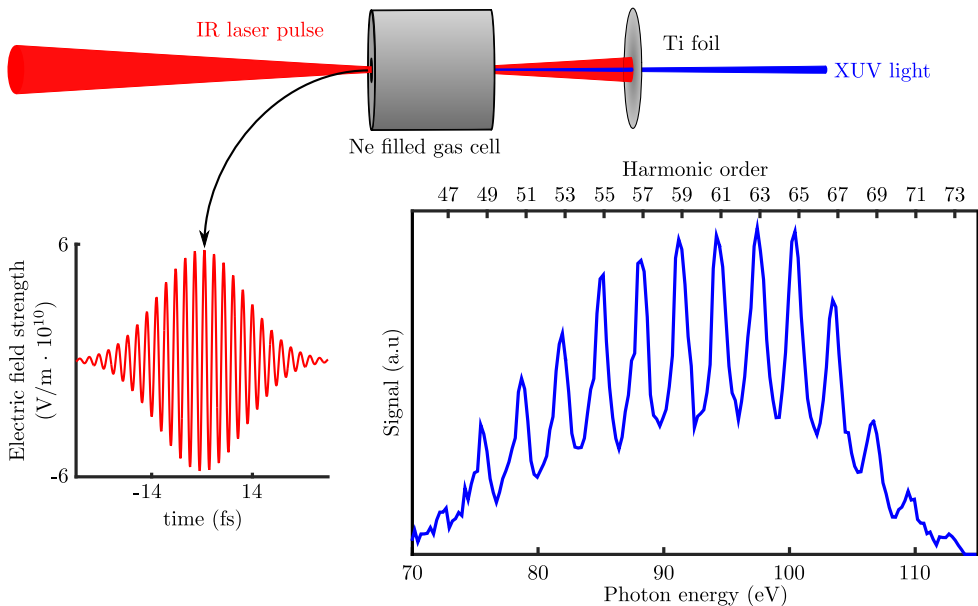 IR laser pulse
Ti foil
XUV light
Ne filled gas cell
Harmonic order
47 49 51 53 55 57 59 61 63 65 67 69 71 73
6
-6
Electric field strength
(V/m · 10¹⁰)
-14 14
time (fs)
Signal (a.u)
70 80 90 100 110
Photon energy (eV)